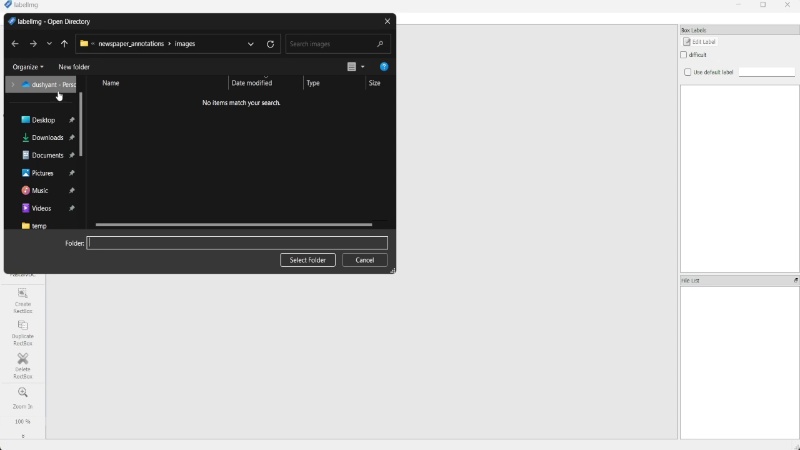 labelImg
labelImg - Open Directory
« newspaper_annotations › images
Search images
Organize
New folder
dushyant - Perso
Name
Date modified
Type
Size
No items match your search.
Desktop
Downloads
Documents
Pictures
Music
Videos
temp
Folder:
Select Folder
Cancel
Box Labels
Edit Label
difficult
Use default label
File List
Create
RectBox
Duplicate
RectBox
Delete
RectBox
Zoom In
100 %